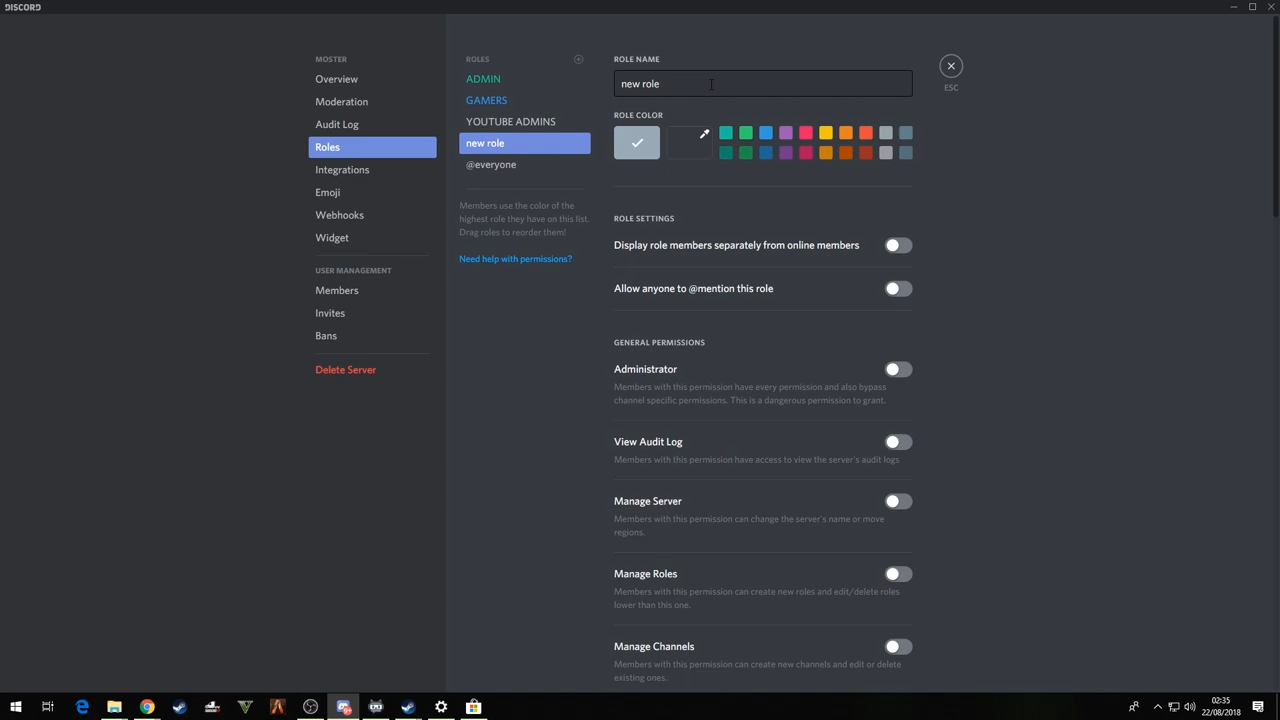 DISCORD
MOSTER
Overview
Moderation
Audit Log
Roles
Integrations
Emoji
Webhooks
Widget
USER MANAGEMENT
Members
Invites
Bans
Delete Server
ROLES
ADMIN
GAMERS
YOUTUBE ADMINS
new role
@everyone
Members use the color of the
highest role they have on this list.
Drag roles to reorder them!
Need help with permissions?
ROLE NAME
new role
ROLE COLOR
ROLE SETTINGS
Display role members separately from online members
Allow anyone to @mention this role
GENERAL PERMISSIONS
Administrator
Members with this permission have every permission and also bypass
channel specific permissions. This is a dangerous permission to grant.
View Audit Log
Members with this permission have access to view the server's audit logs
Manage Server
Members with this permission can change the server's name or move
regions.
Manage Roles
Members with this permission can create new roles and edit/delete roles
lower than this one.
Manage Channels
Members with this permission can create new channels and edit or delete
existing ones.
ESC
02:35
22/08/2018